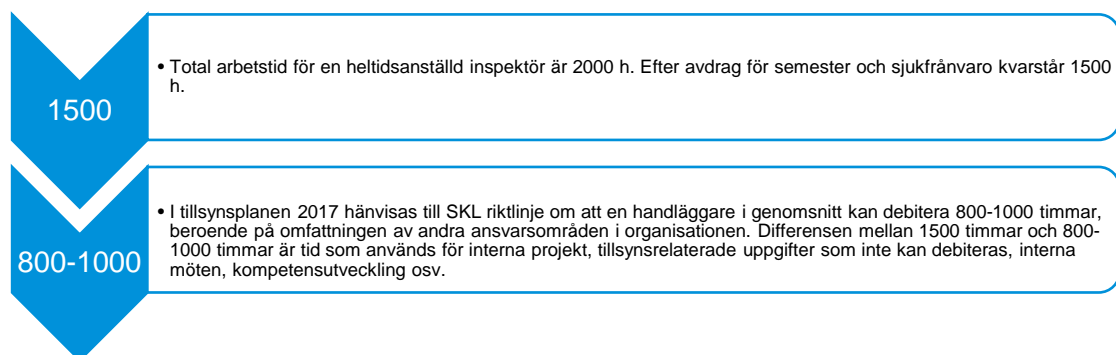 1500
• Total arbetstid för en heltidsanställd inspektör är 2000 h. Efter avdrag för semester och sjukfrånvaro kvarstår 1500
h.
800-1000
• I tillsynsplanen 2017 hänvisas till SKL riktlinje om att en handläggare i genomsnitt kan debitera 800-1000 timmar,
beroende på omfattningen av andra ansvarsområden i organisationen. Differensen mellan 1500 timmar och 800-
1000 timmar är tid som används för interna projekt, tillsynsrelaterade uppgifter som inte kan debiteras, interna
möten, kompetensutveckling osv.